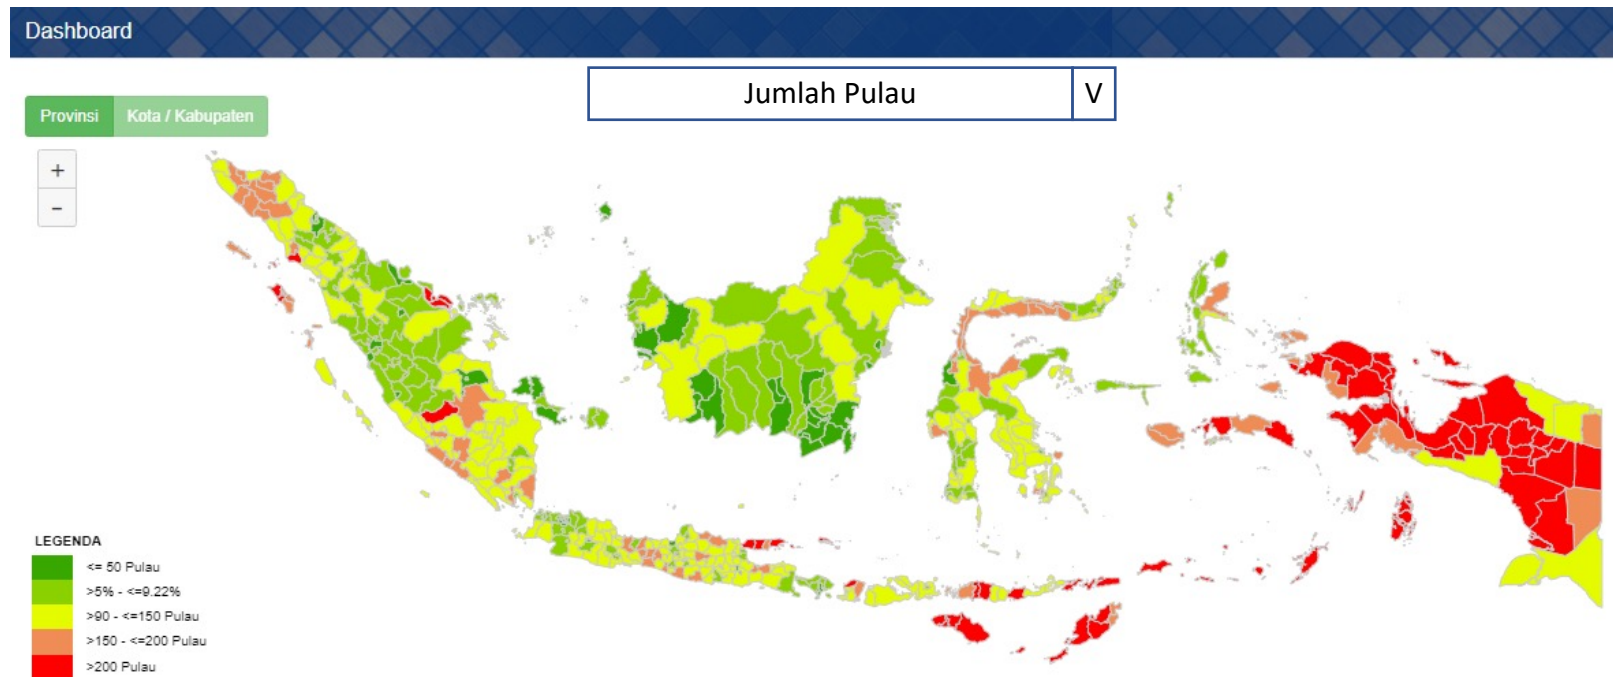 Dashboard
Jumlah Pulau V
Provinsi Kota / Kabupaten
+
-
LEGENDA
<= 50 Pulau
>5% - <=9.22%
>90 - <=150 Pulau
>150 - <=200 Pulau
>200 Pulau